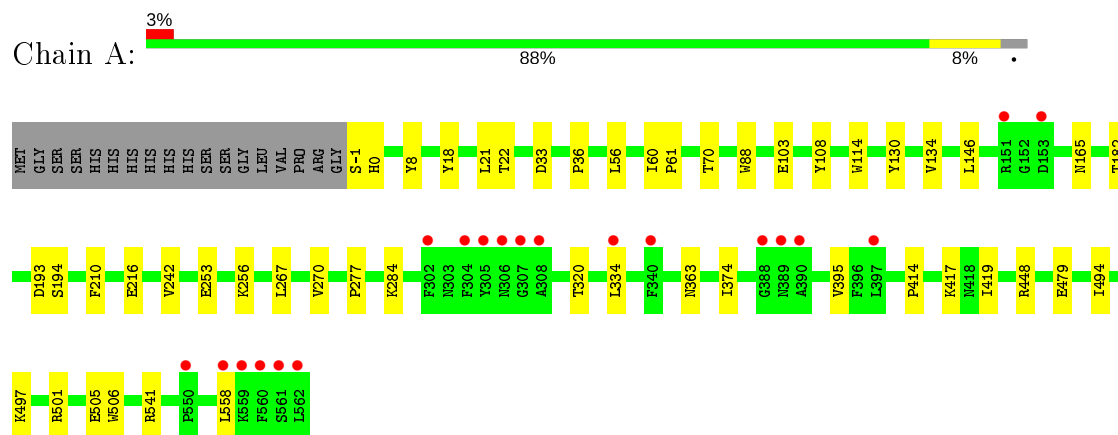 3%
Chain A:
88% 8% •
MET GLY SER SER HIS HIS HIS HIS HIS HIS SER SER GLY LEU VAL PRO ARG GLY S-1 H0 Y8 Y18 L21 T22 D33 P36 L56 I60 P61 T70 W88 E103 Y108 W114 Y130 V134 L146 R151 G152 D153 N165 T182
D193 S194 F210 E216 V242 E253 K256 L267 V270 P277 K284 F302 N303 F304 Y305 N306 G307 A308 T320 L334 F340 N363 I374 G388 N389 A390 V395 F396 L397 P414 K417 N418 I419 R448 E479 I494
K497 R501 E505 W506 R541 P550 L558 K559 F560 S561 L562